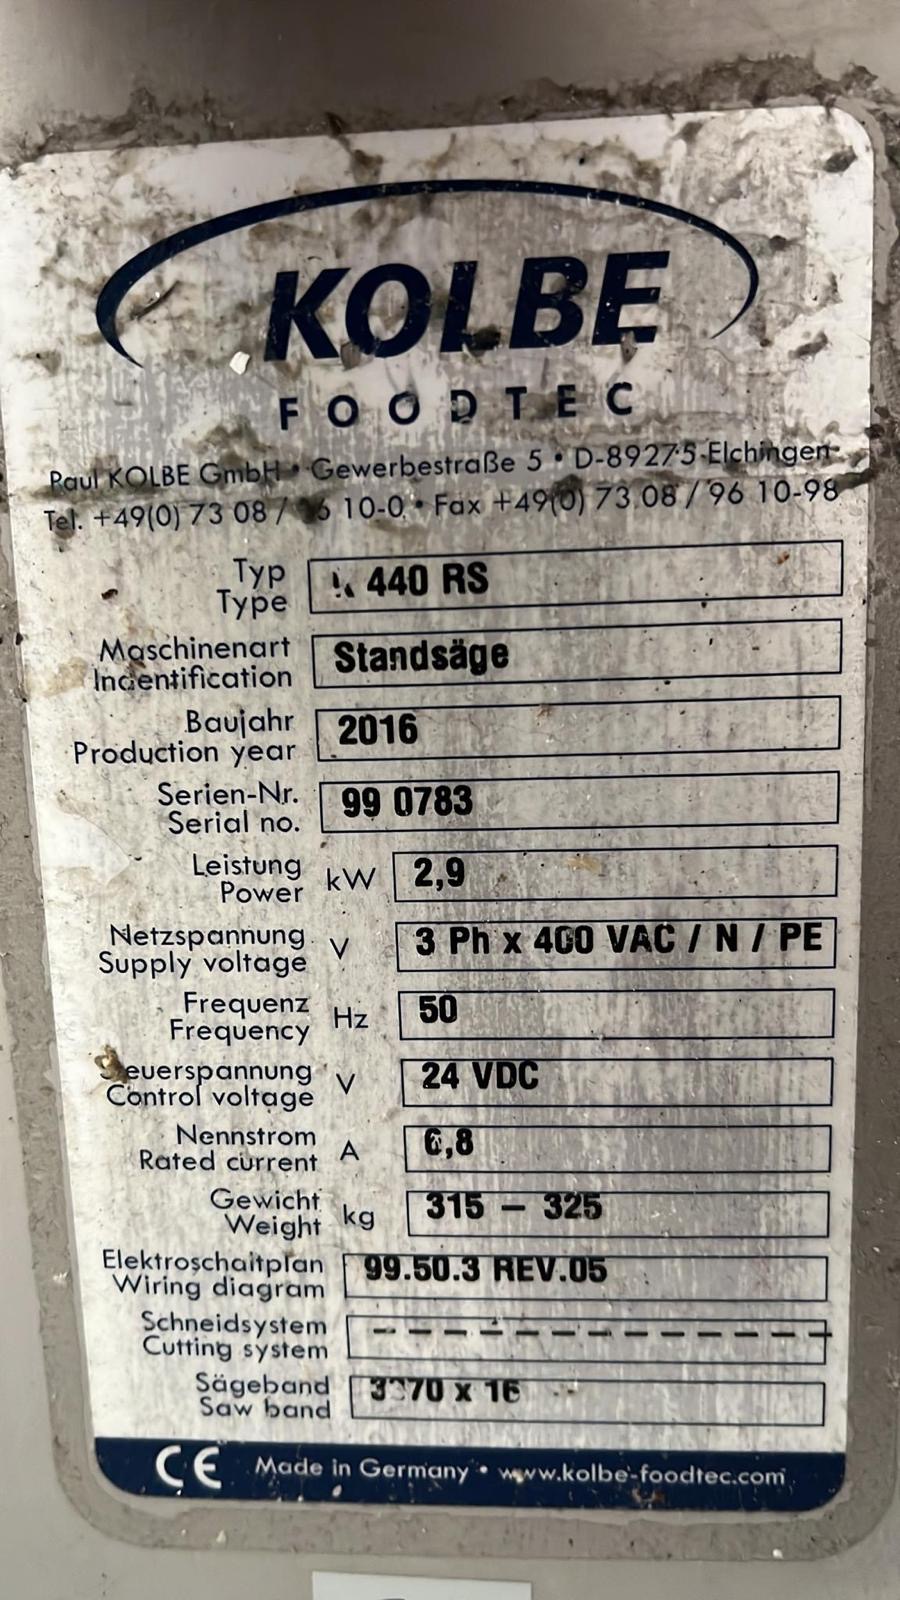 KOLBE
FOODTEC
Paul KOLBE GmbH • Gewerbestraße 5 • D-89275 Elchingen
Tel. +49(0) 73 08 / 10-0 • Fax +49(0) 73 08 / 96 10-98
Typ
Type
440 RS
Maschinenart
Indentification
Standsäge
Baujahr
Production year
2016
Serien-Nr.
Serial no.
99 0783
Leistung
Power
kW
2,9
Netzspannung
Supply voltage
V
3 Ph x 400 VAC / N / PE
Frequenz
Frequency
Hz
50
Steuerspannung
Control voltage
V
24 VDC
Nennstrom
Rated current
A
6,8
Gewicht
Weight
kg
315 – 325
Elektroschaltplan
Wiring diagram
99.50.3 REV.05
Schneidsystem
Cutting system
– – – – – – – – – – – –
Sägeband
Saw band
x 16
CE Made in Germany • www.kolbe-foodtec.com